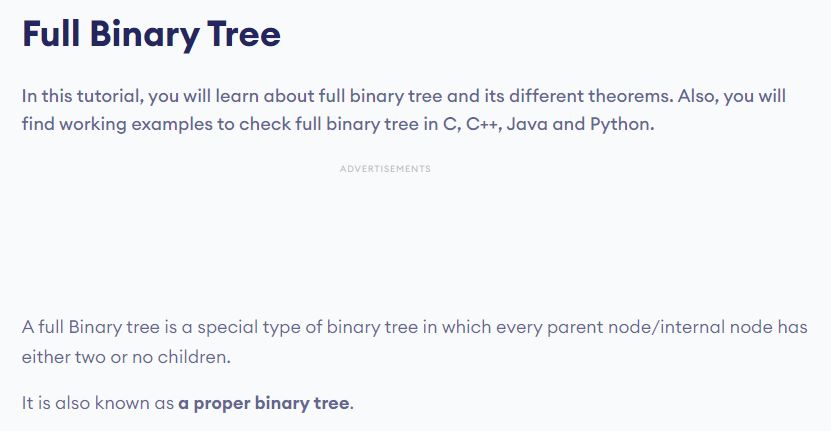 Full Binary Tree
In this tutorial, you will learn about full binary tree and its different theorems. Also, you will
find working examples to check full binary tree in C, C++, Java and Python.
ADVERTISEMENTS
A full Binary tree is a special type of binary tree in which every parent node/internal node has
either two or no children.
It is also known as a proper binary tree.